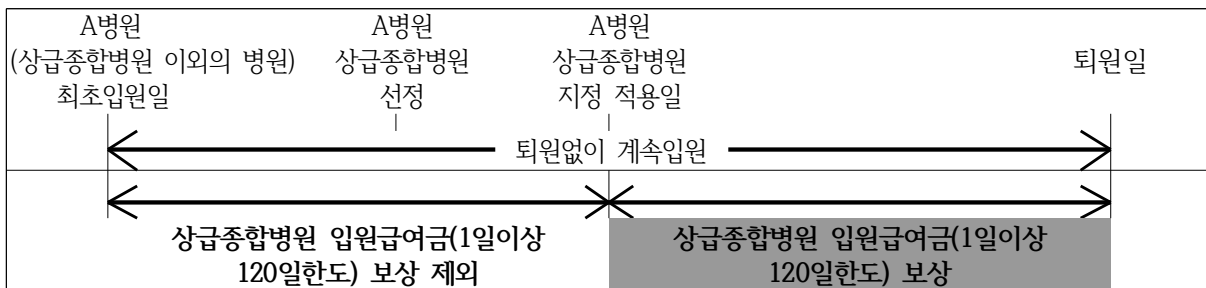 A병원
(상급종합병원 이외의 병원)
최초입원일
A병원
상급종합병원
선정
A병원
상급종합병원
지정 적용일
퇴원일
퇴원없이 계속입원
상급종합병원 입원급여금(1일이상
120일한도) 보상 제외
상급종합병원 입원급여금(1일이상
120일한도) 보상